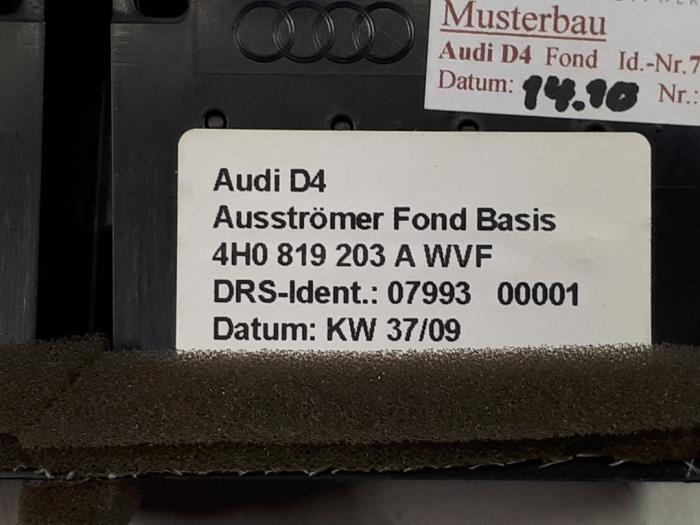 Musterbau
Audi D4 Fond Id.-Nr.7
Datum: 14.10 Nr.:
Audi D4
Ausströmer Fond Basis
4H0 819 203 A WVF
DRS-Ident.: 07993 00001
Datum: KW 37/09